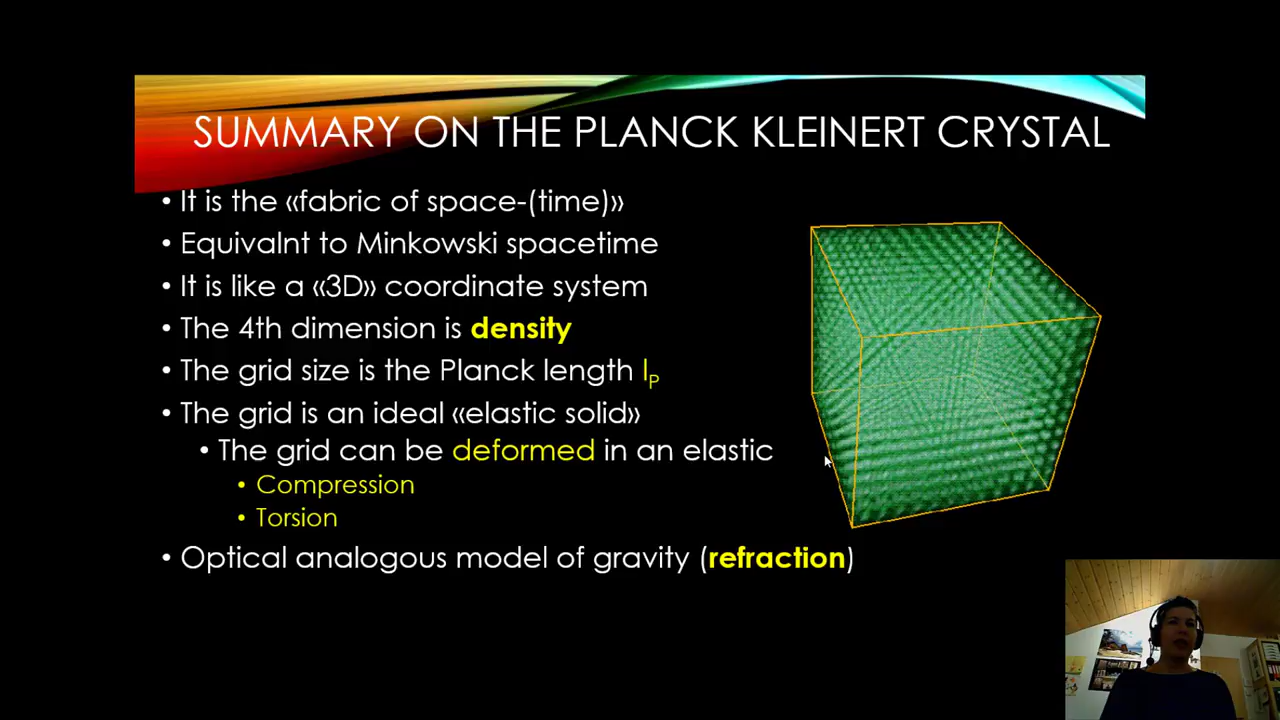 SUMMARY ON THE PLANCK KLEINERT CRYSTAL
• It is the «fabric of space-(time)»
• Equivalnt to Minkowski spacetime
• It is like a «3D» coordinate system
• The 4th dimension is density
• The grid size is the Planck length lP
• The grid is an ideal «elastic solid»
• The grid can be deformed in an elastic
• Compression
• Torsion
• Optical analogous model of gravity (refraction)